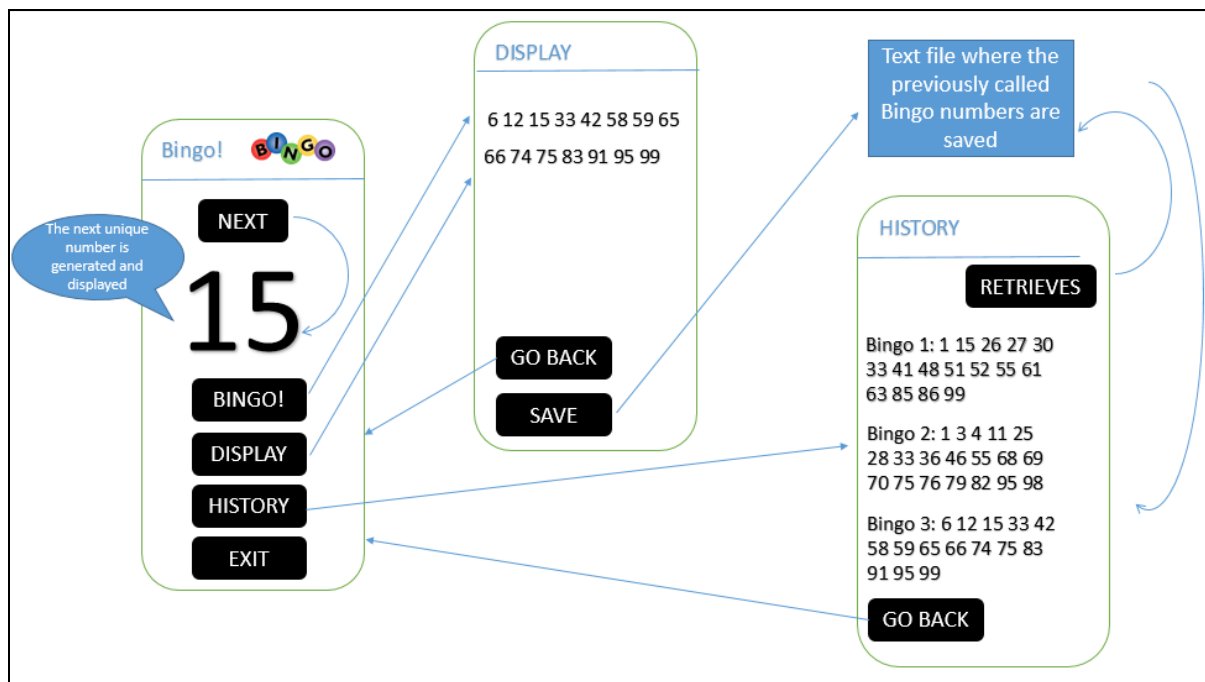 Bingo!
BINGO
The next unique
number is
generated and
displayed
NEXT
15
BINGO!
DISPLAY
HISTORY
EXIT
DISPLAY
6 12 15 33 42 58 59 65
66 74 75 83 91 95 99
GO BACK
SAVE
Text file where the
previously called
Bingo numbers are
saved
HISTORY
RETRIEVES
Bingo 1: 1 15 26 27 30
33 41 48 51 52 55 61
63 85 86 99
Bingo 2: 1 3 4 11 25
28 33 36 46 55 68 69
70 75 76 79 82 95 98
Bingo 3: 6 12 15 33 42
58 59 65 66 74 75 83
91 95 99
GO BACK